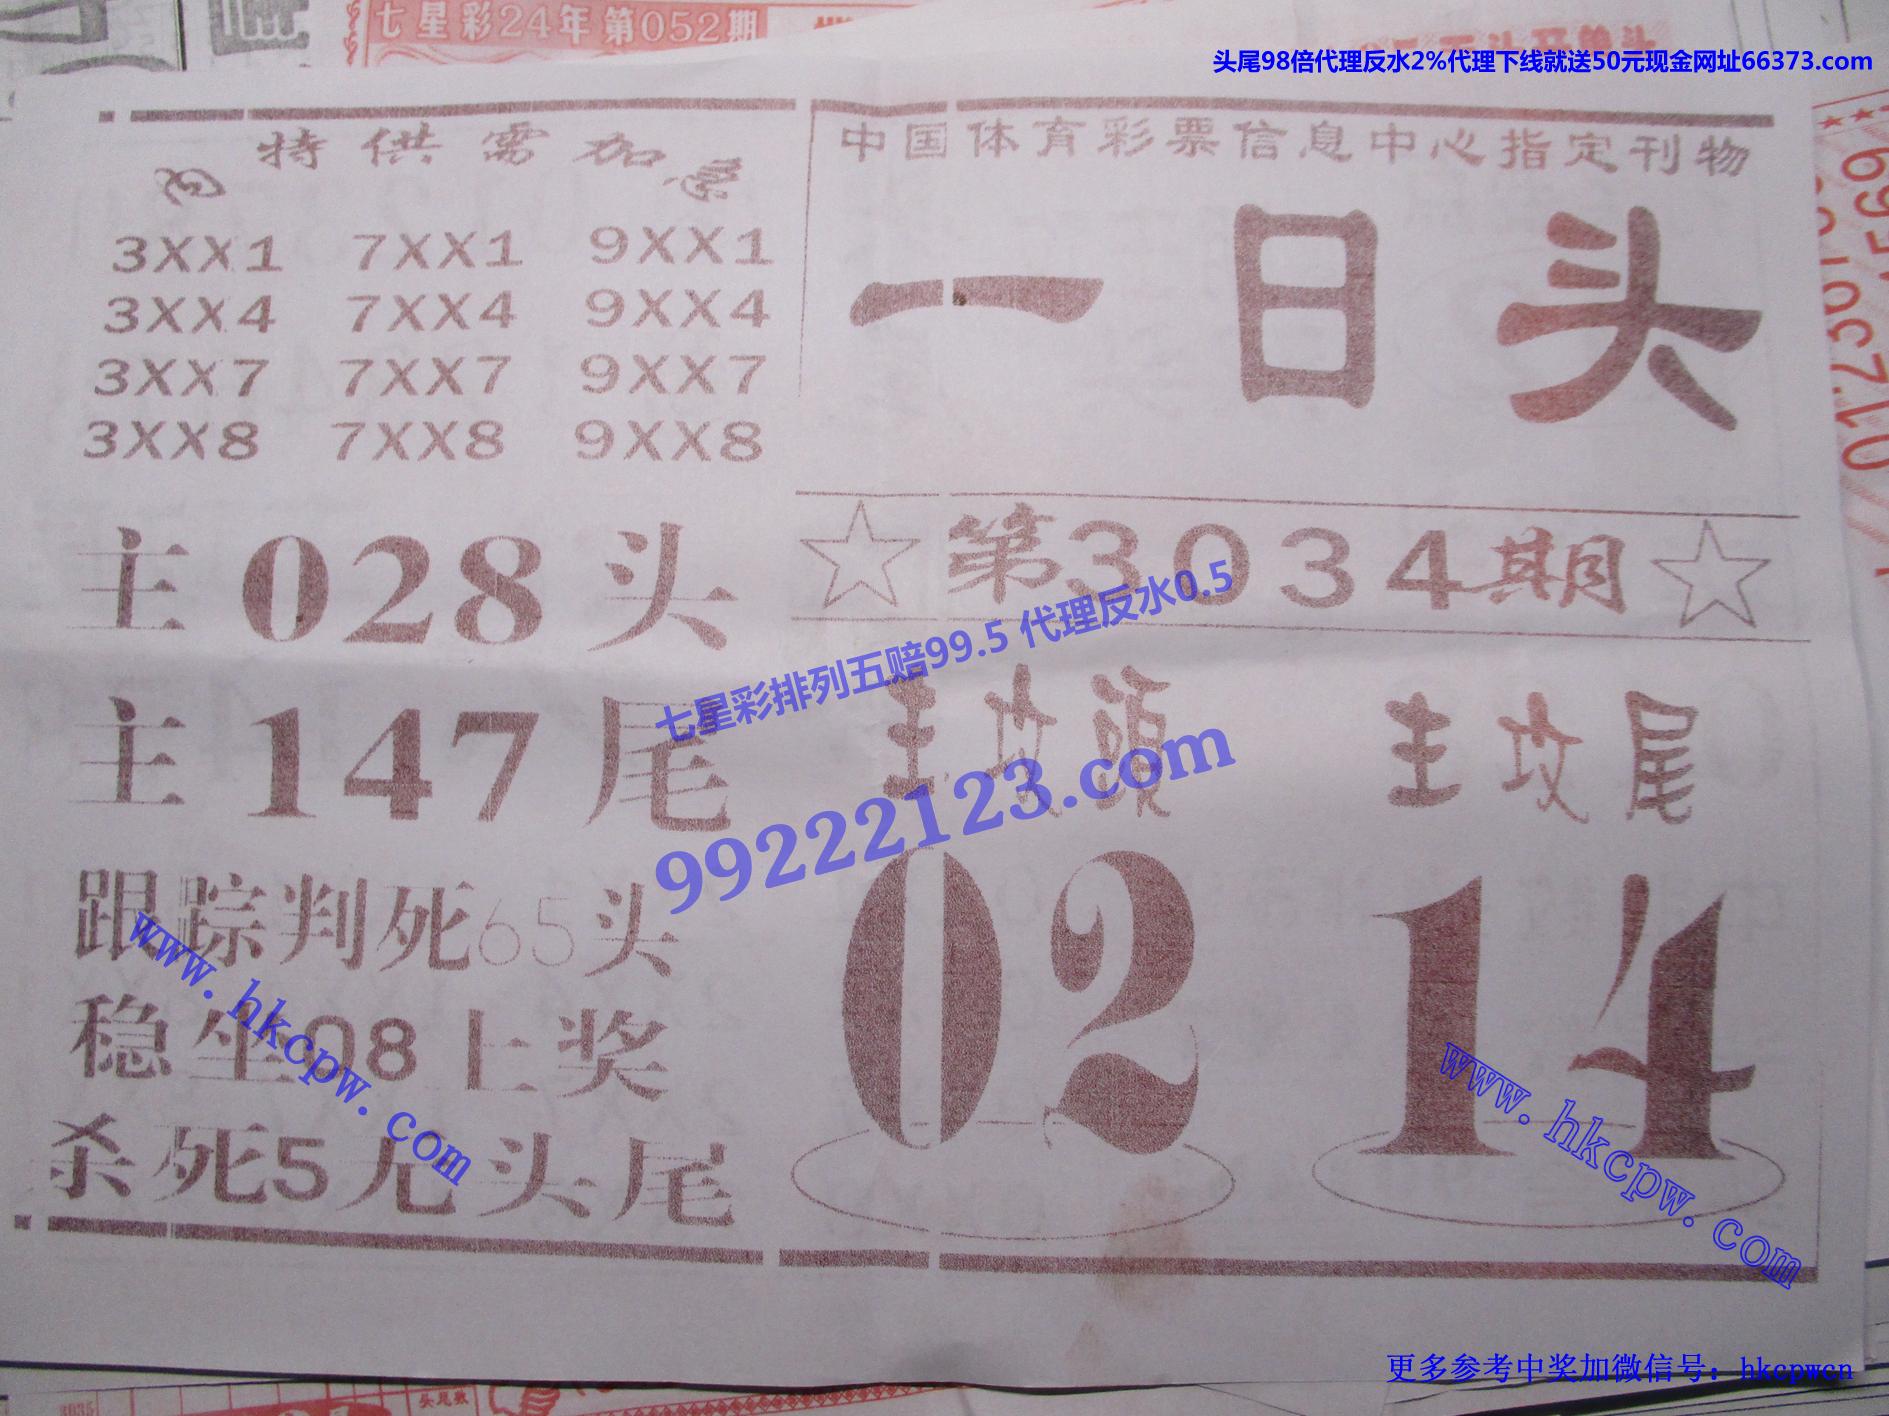 七星彩24年第052期
头尾98倍代理反水2%代理下线就送50元现金网址66373.com
特供需加
3XX1 7XX1 9XX1
3XX4 7XX4 9XX4
3XX7 7XX7 9XX7
3XX8 7XX8 9XX8
主028头
主147尾
跟踪判死65头
稳坐08上奖
杀死5无头尾
中国体育彩票信息中心指定刊物
一日头
☆第3034期☆
主攻頭 主攻尾
02 14
七星彩排列五赔99.5 代理反水0.5
99222123.com
www.hkcpw.com
www.hkcpw.com
更多参考中奖加微信号：hkcpwcn
3035
头尾数